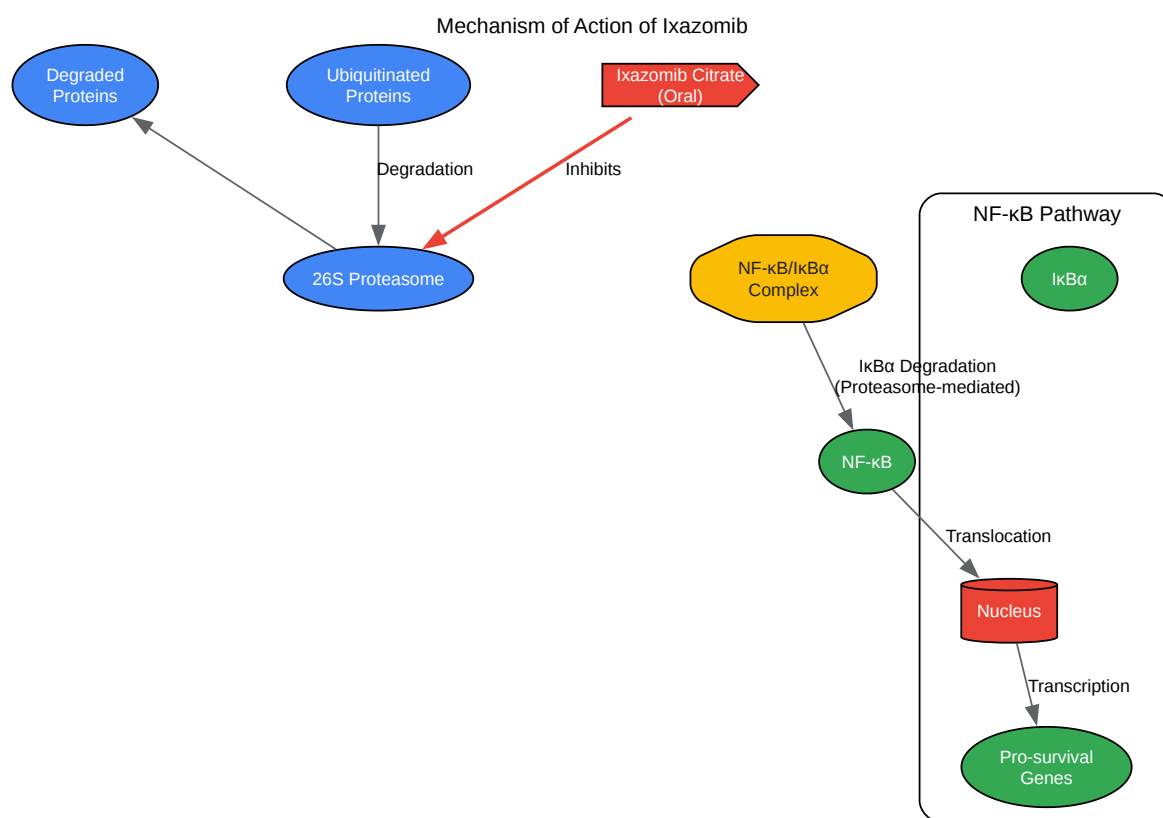 Mechanism of Action of Ixazomib
Degraded
Proteins
Ubiquitinated
Proteins
Ixazomib Citrate
(Oral)
Degradation
Inhibits
26S Proteasome
NF-κB Pathway
NF-κB/IκBα
Complex
IκBα
IκBα Degradation
(Proteasome-mediated)
NF-κB
Translocation
Nucleus
Transcription
Pro-survival
Genes